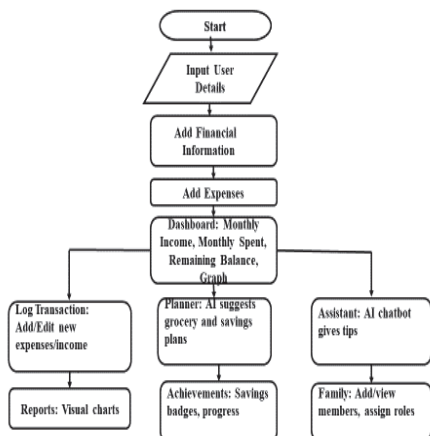 Start
Input User
Details
Add Financial
Information
Add Expenses
Dashboard: Monthly
Income, Monthly Spent,
Remaining Balance,
Graph
Log Transaction:
Add/Edit new
expenses/income
Planner: AI suggests
grocery and savings
plans
Assistant: AI chatbot
gives tips
Reports: Visual charts
Achievements: Savings
badges, progress
Family: Add/view
members, assign roles